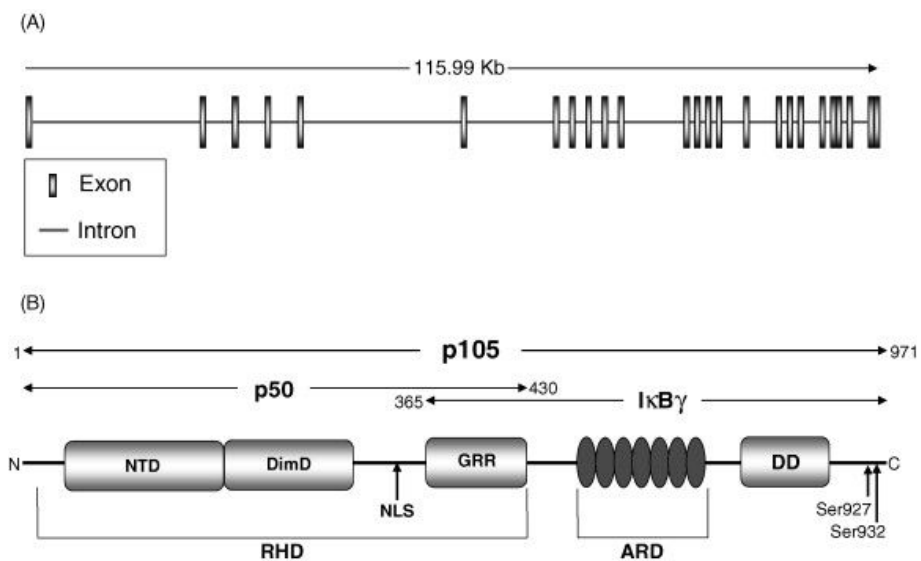 (A)
115.99 Kb
Exon
Intron
(B)
1 p105 971
p50 430
365 IκBγ
N NTD DimD GRR DD C
NLS
Ser927
Ser932
RHD ARD